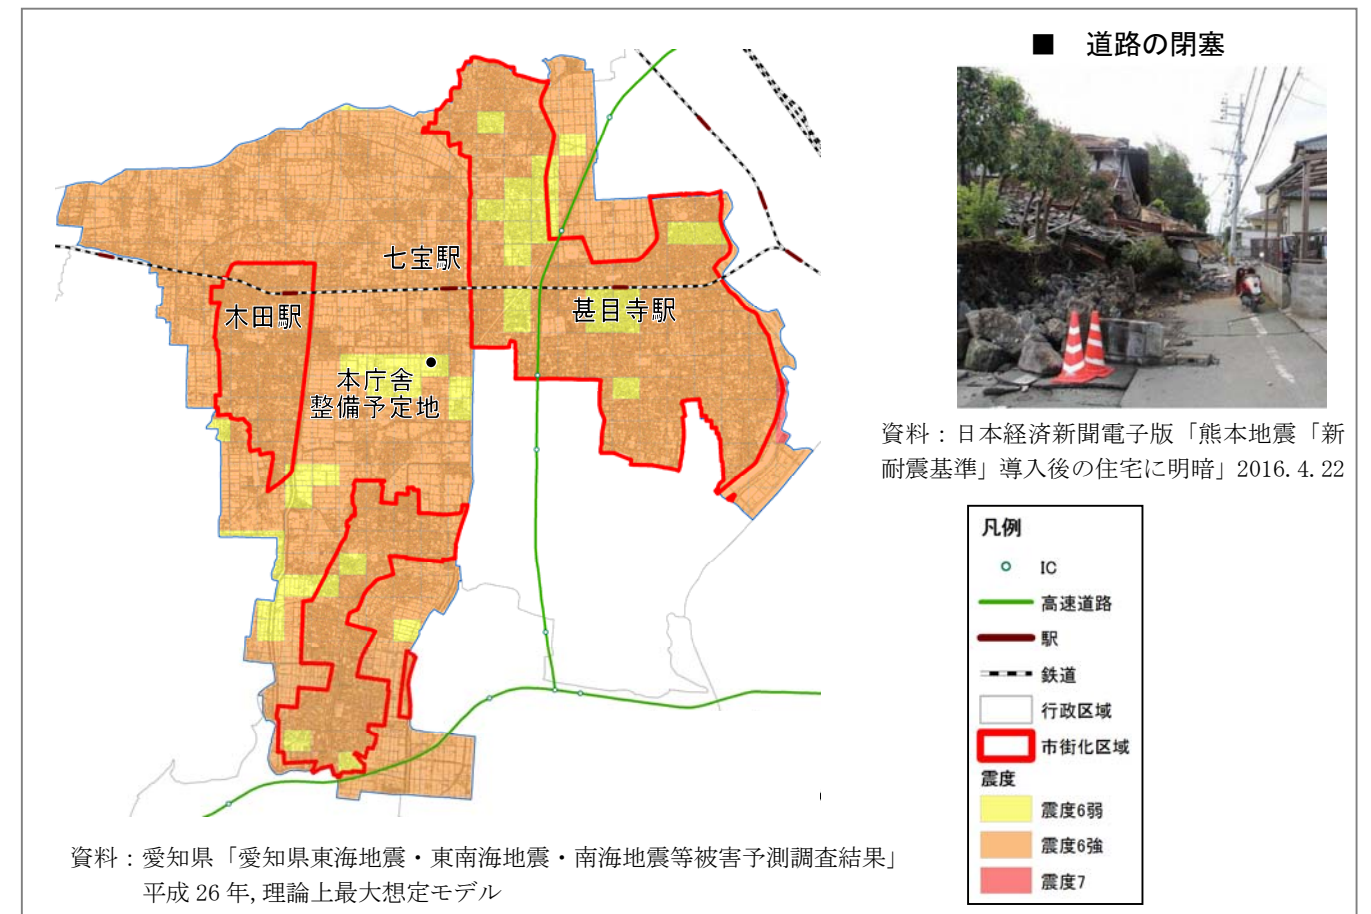 ■ 道路の閉塞
七宝駅
木田駅
甚目寺駅
本庁舎
整備予定地
資料：日本経済新聞電子版「熊本地震「新
耐震基準」導入後の住宅に明暗」2016.4.22
凡例
IC
高速道路
駅
鉄道
行政区域
市街化区域
震度
震度6弱
震度6強
震度7
資料：愛知県「愛知県東海地震・東南海地震・南海地震等被害予測調査結果」
平成 26 年,理論上最大想定モデル